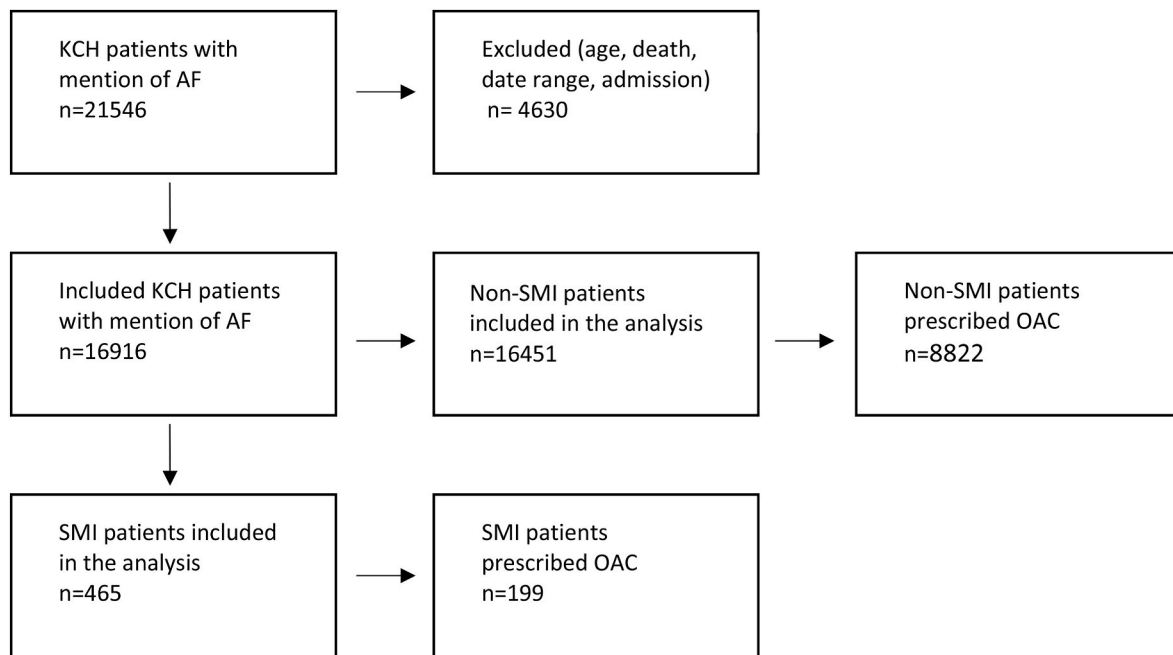 KCH patients with
mention of AF
n=21546
Excluded (age, death,
date range, admission)
n= 4630
Included KCH patients
with mention of AF
n=16916
Non-SMI patients
included in the analysis
n=16451
Non-SMI patients
prescribed OAC
n=8822
SMI patients included
in the analysis
n=465
SMI patients
prescribed OAC
n=199